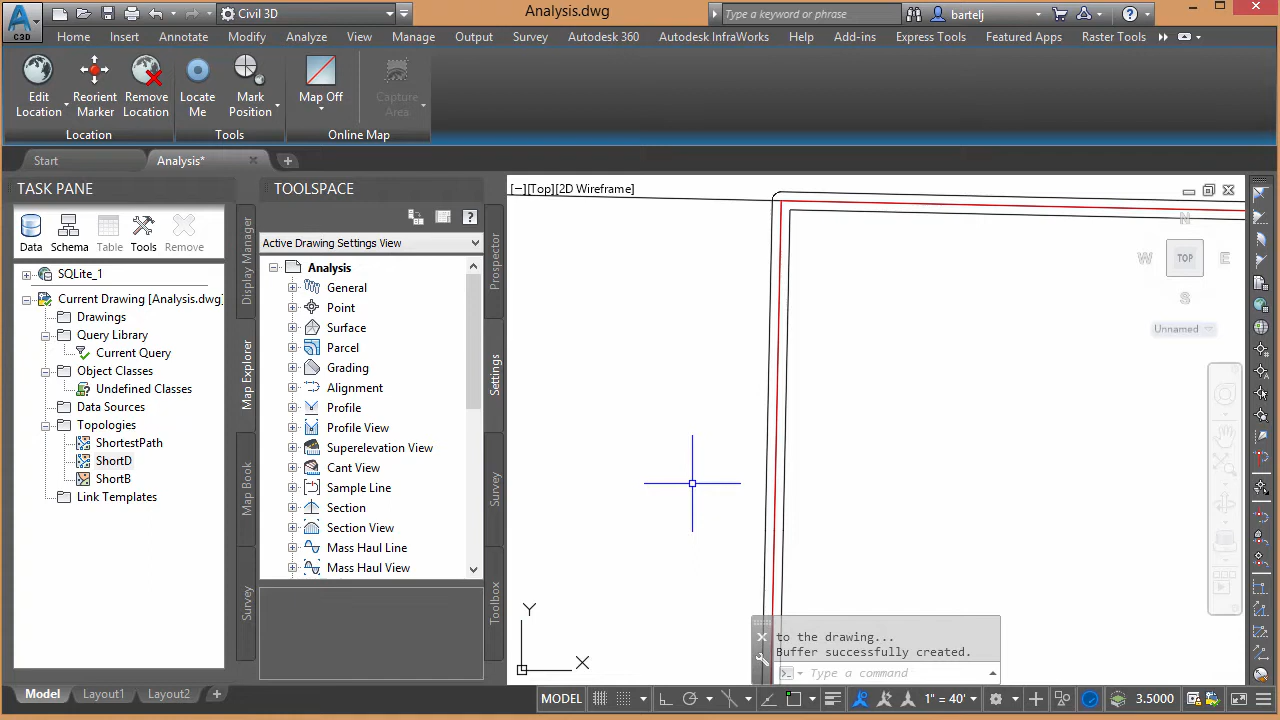 C3D
Civil 3D
Analysis.dwg
Type a keyword or phrase
bartelj
Home
Insert
Annotate
Modify
Analyze
View
Manage
Output
Survey
Autodesk 360
Autodesk InfraWorks
Help
Add-ins
Express Tools
Featured Apps
Raster Tools
Edit Location
Reorient Marker
Remove Location
Locate Me
Mark Position
Map Off
Capture Area
Location
Tools
Online Map
Start
Analysis*
TASK PANE
Data
Schema
Table
Tools
Remove
SQLite_1
Current Drawing [Analysis.dwg]
Drawings
Query Library
Current Query
Object Classes
Undefined Classes
Data Sources
Topologies
ShortestPath
ShortD
ShortB
Link Templates
Display Manager
Map Explorer
Map Book
Survey
TOOLSPACE
Active Drawing Settings View
Analysis
General
Point
Surface
Parcel
Grading
Alignment
Profile
Profile View
Superelevation View
Cant View
Sample Line
Section
Section View
Mass Haul Line
Mass Haul View
Prospector
Settings
Survey
Toolbox
[−][Top][2D Wireframe]
N
W
TOP
E
S
Unnamed
Y
X
to the drawing...
Buffer successfully created.
Type a command
Model
Layout1
Layout2
MODEL
1" = 40'
3.5000